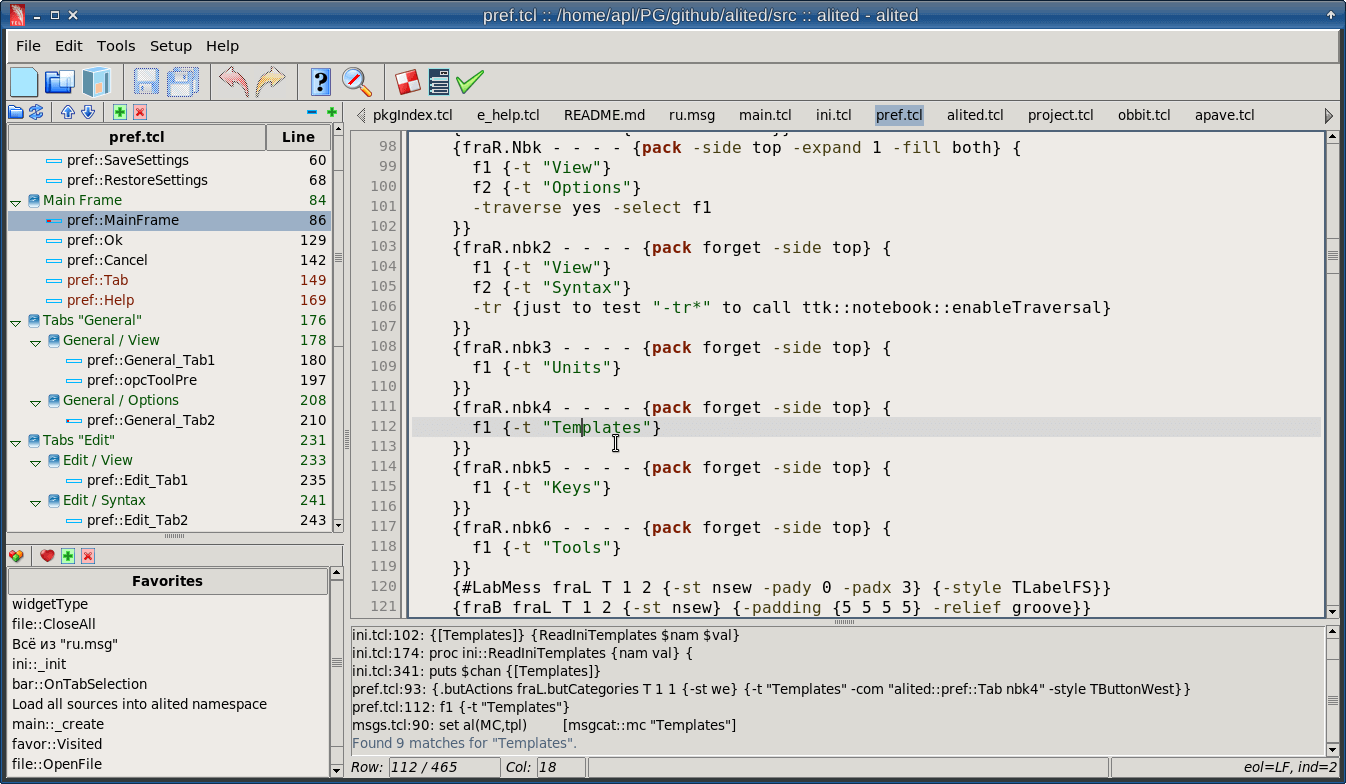 pref.tcl :: /home/apl/PG/github/alited/src :: alited - alited
File Edit Tools Setup Help
pkgIndex.tcl e_help.tcl README.md ru.msg main.tcl ini.tcl pref.tcl alited.tcl project.tcl obbit.tcl apave.tcl
pref.tcl Line
pref::SaveSettings 60
pref::RestoreSettings 68
Main Frame 84
pref::MainFrame 86
pref::Ok 129
pref::Cancel 142
pref::Tab 149
pref::Help 169
Tabs "General" 176
General / View 178
pref::General_Tab1 180
pref::opcToolPre 197
General / Options 208
pref::General_Tab2 210
Tabs "Edit" 231
Edit / View 233
pref::Edit_Tab1 235
Edit / Syntax 241
pref::Edit_Tab2 243
Favorites
widgetType
file::CloseAll
Всё из "ru.msg"
ini::_init
bar::OnTabSelection
Load all sources into alited namespace
main::_create
favor::Visited
file::OpenFile
98 {fraR.Nbk - - - - {pack -side top -expand 1 -fill both} {
99 f1 {-t "View"}
100 f2 {-t "Options"}
101 -traverse yes -select f1
102 }}
103 {fraR.nbk2 - - - - {pack forget -side top} {
104 f1 {-t "View"}
105 f2 {-t "Syntax"}
106 -tr {just to test "-tr*" to call ttk::notebook::enableTraversal}
107 }}
108 {fraR.nbk3 - - - - {pack forget -side top} {
109 f1 {-t "Units"}
110 }}
111 {fraR.nbk4 - - - - {pack forget -side top} {
112 f1 {-t "Templates"}
113 }}
114 {fraR.nbk5 - - - - {pack forget -side top} {
115 f1 {-t "Keys"}
116 }}
117 {fraR.nbk6 - - - - {pack forget -side top} {
118 f1 {-t "Tools"}
119 }}
120 {#LabMess fraL T 1 2 {-st nsew -pady 0 -padx 3} {-style TLabelFS}}
121 {fraB fraL T 1 2 {-st nsew} {-padding {5 5 5 5} -relief groove}}
ini.tcl:102: {[Templates]} {ReadIniTemplates $nam $val}
ini.tcl:174: proc ini::ReadIniTemplates {nam val} {
ini.tcl:341: puts $chan {[Templates]}
pref.tcl:93: {.butActions fraL.butCategories T 1 1 {-st we} {-t "Templates" -com "alited::pref::Tab nbk4" -style TButtonWest}}
pref.tcl:112: f1 {-t "Templates"}
msgs.tcl:90: set al(MC,tpl) [msgcat::mc "Templates"]
Found 9 matches for "Templates".
Row: 112 / 465 Col: 18 eol=LF, ind=2